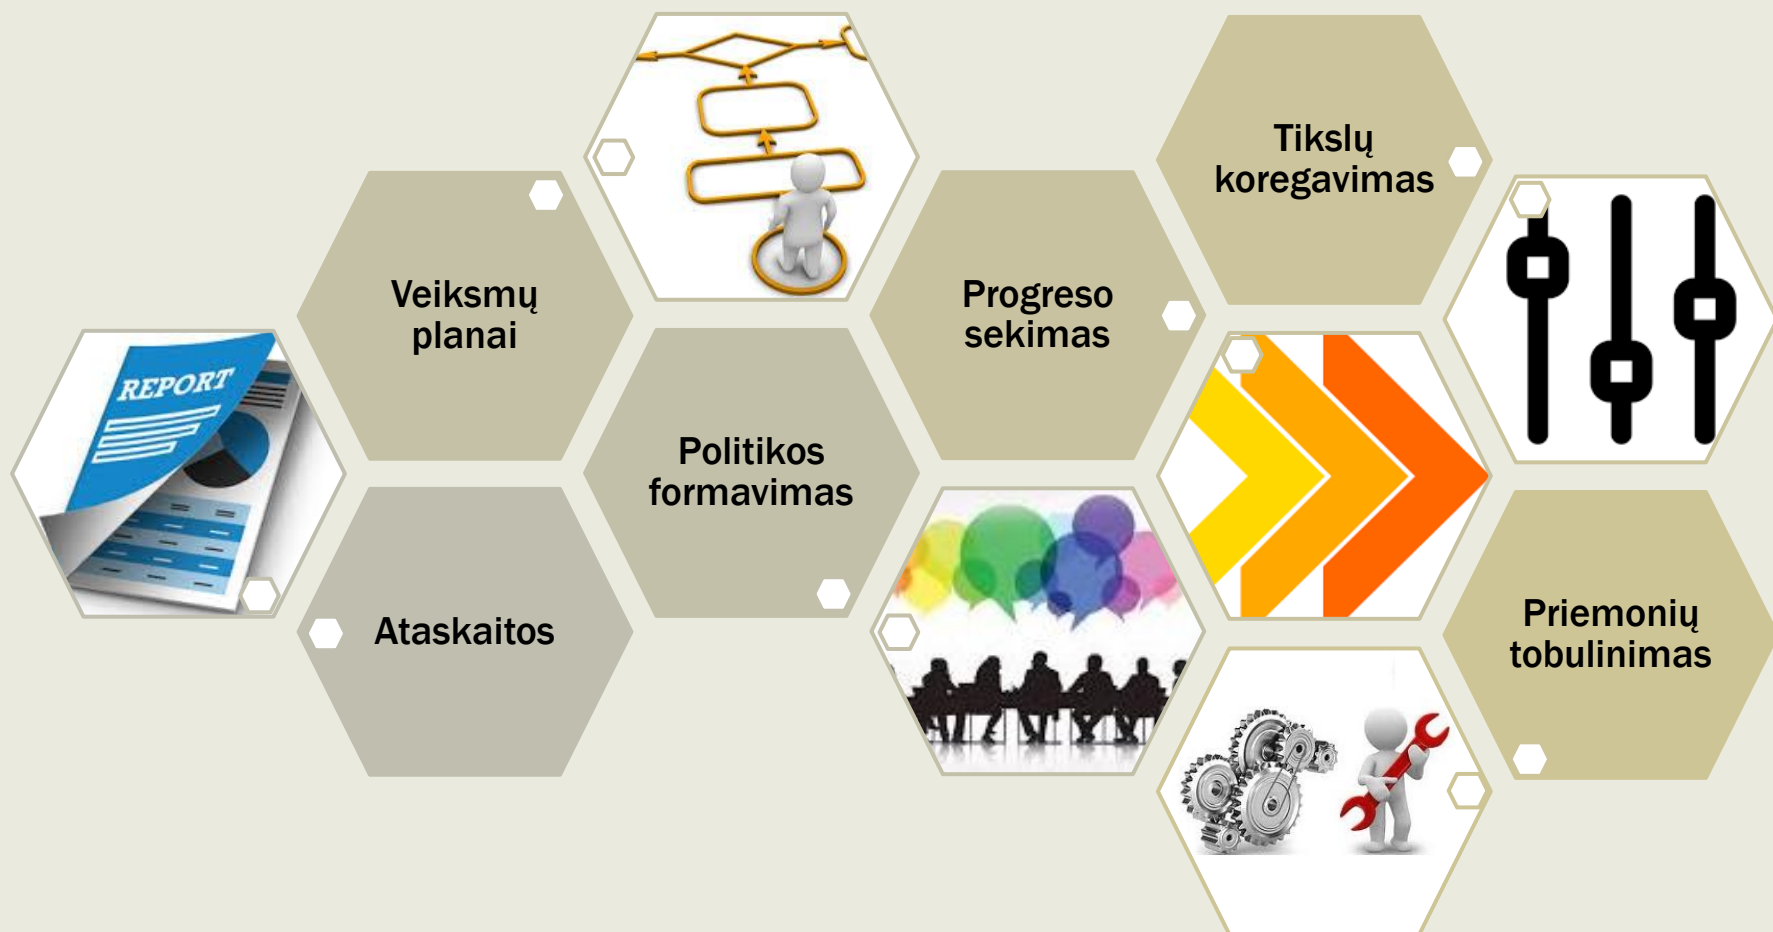 Tikslų
koregavimas
Veiksmų
planai
Progreso
sekimas
REPORT
Politikos
formavimas
Ataskaitos
Priemonių
tobulinimas